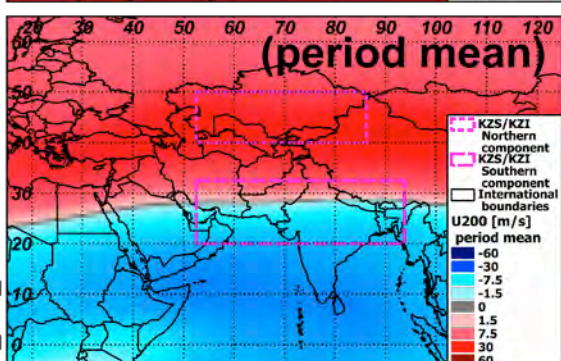 20 30 40 50 60 70 80 90 100 110 120
(period mean)
50
40
30
20
10
0
KZS/KZI
Northern
component
KZS/KZI
Southern
component
International
boundaries
U200 [m/s]
period mean
-60
-30
-7.5
-1.5
0
1.5
7.5
30
60